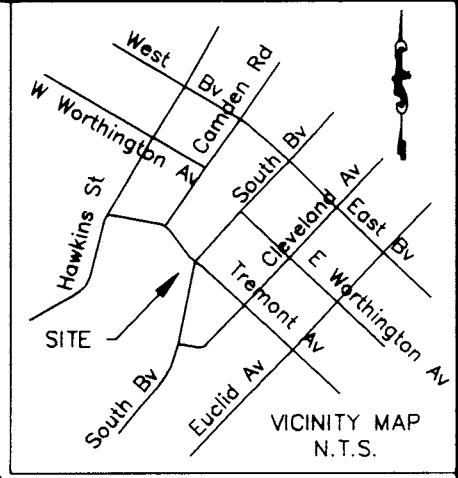 West Bv
Camden Rd
W Worthington Av
South Bv
Cleveland Av
East Bv
Hawkins St
E Worthington Av
Tremont Av
SITE
South Bv
Euclid Av
VICINITY MAP
N.T.S.